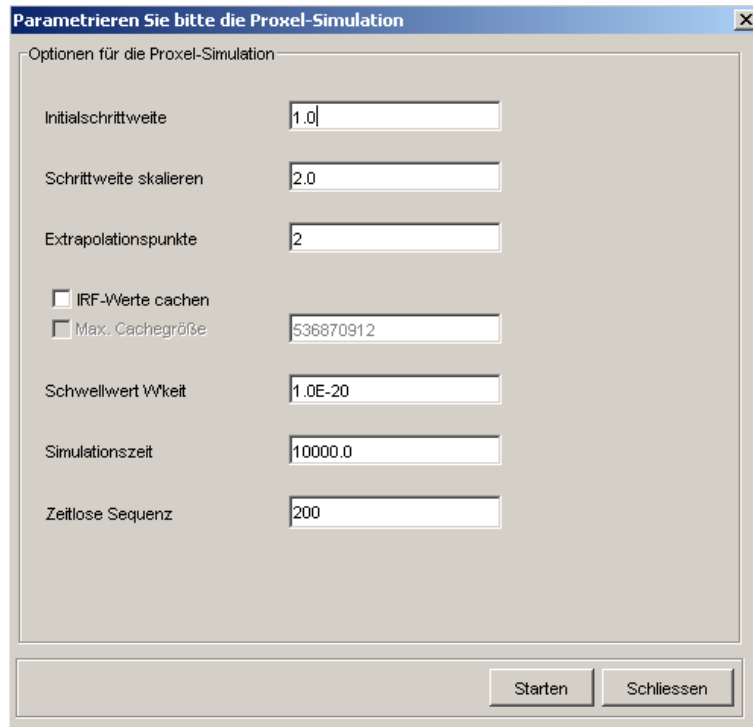 Parametrieren Sie bitte die Proxel-Simulation
Optionen für die Proxel-Simulation
Initialschrittweite 1.0
Schrittweite skalieren 2.0
Extrapolationspunkte 2
IRF-Werte cachen
Max. Cachegröße 536870912
Schwellwert W'keit 1.0E-20
Simulationszeit 10000.0
Zeitlose Sequenz 200
Starten Schliessen